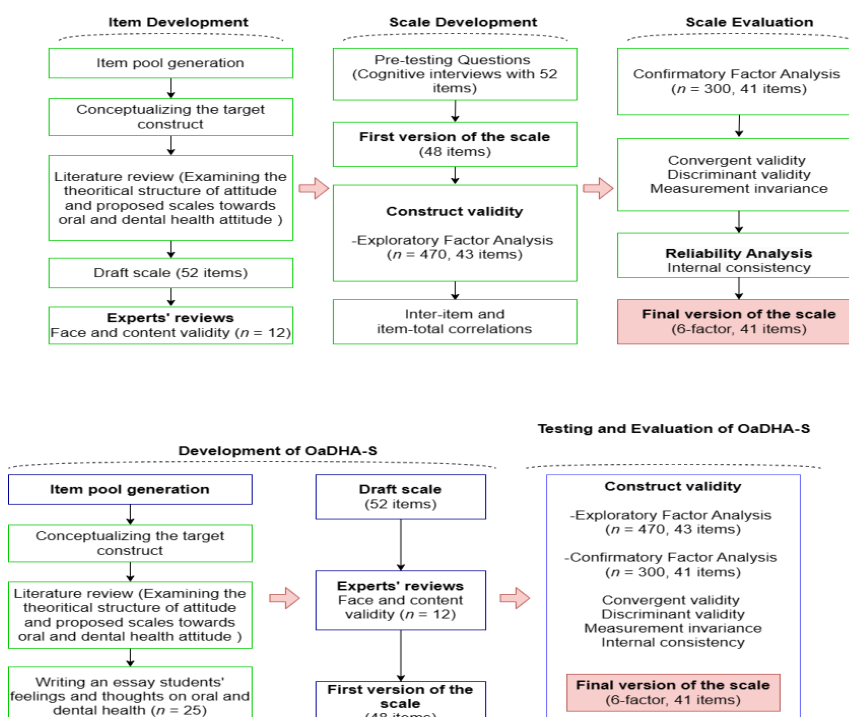 Item Development
Item pool generation
Conceptualizing the target
construct
Literature review (Examining the
theoritical structure of attitude
and proposed scales towards
oral and dental health attitude )
Draft scale (52 items)
Experts' reviews
Face and content validity (n = 12)
Scale Development
Pre-testing Questions
(Cognitive interviews with 52
items)
First version of the scale
(48 items)
Construct validity
-Exploratory Factor Analysis
(n = 470, 43 items)
Inter-item and
item-total correlations
Scale Evaluation
Confirmatory Factor Analysis
(n = 300, 41 items)
Convergent validity
Discriminant validity
Measurement invariance
Reliability Analysis
Internal consistency
Final version of the scale
(6-factor, 41 items)
Development of OaDHA-S
Item pool generation
Conceptualizing the target
construct
Literature review (Examining the
theoritical structure of attitude
and proposed scales towards
oral and dental health attitude )
Writing an essay students'
feelings and thoughts on oral and
dental health (n = 25)
Draft scale
(52 items)
Experts' reviews
Face and content
validity (n = 12)
First version of the
scale
(48 items)
Testing and Evaluation of OaDHA-S
Construct validity
-Exploratory Factor Analysis
(n = 470, 43 items)
-Confirmatory Factor Analysis
(n = 300, 41 items)
Convergent validity
Discriminant validity
Measurement invariance
Internal consistency
Final version of the scale
(6-factor, 41 items)